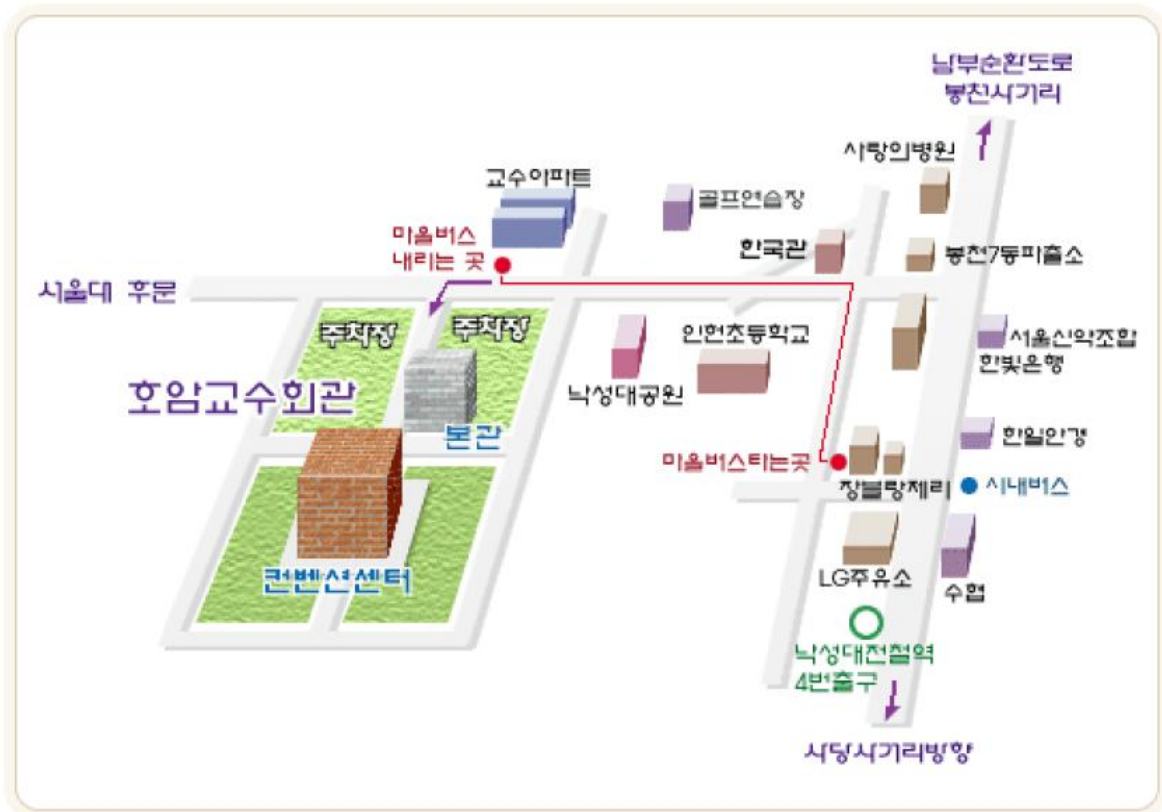 남부순환도로
봉천사거리
사랑의병원
교수아파트
골프연습장
마을버스
내리는 곳
한국관
봉천7동파출소
서울대 후문
주차장
주차장
인헌초등학교
서울신약조합
한빛은행
호암교수회관
낙성대공원
본관
한일안경
마을버스타는곳
장블랑제리
시내버스
컨벤션센터
LG주유소
수협
낙성대전철역
4번출구
사당사거리방향